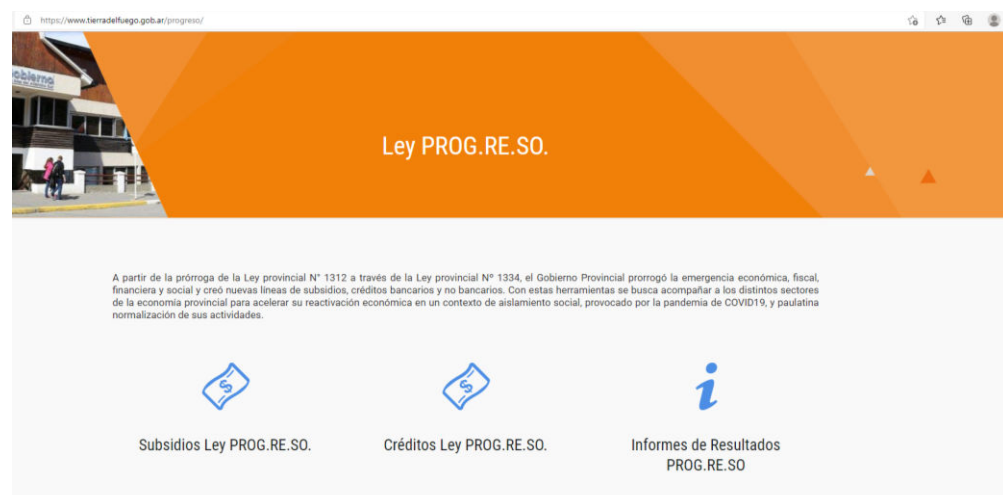 https://www.tierradelfuego.gob.ar/progreso/
Ley PROG.RE.SO.
A partir de la prórroga de la Ley provincial N° 1312 a través de la Ley provincial Nº 1334, el Gobierno Provincial prorrogó la emergencia económica, fiscal,
financiera y social y creó nuevas líneas de subsidios, créditos bancarios y no bancarios. Con estas herramientas se busca acompañar a los distintos sectores
de la economía provincial para acelerar su reactivación económica en un contexto de aislamiento social, provocado por la pandemia de COVID19, y paulatina
normalización de sus actividades.
Subsidios Ley PROG.RE.SO.
Créditos Ley PROG.RE.SO.
Informes de Resultados
PROG.RE.SO